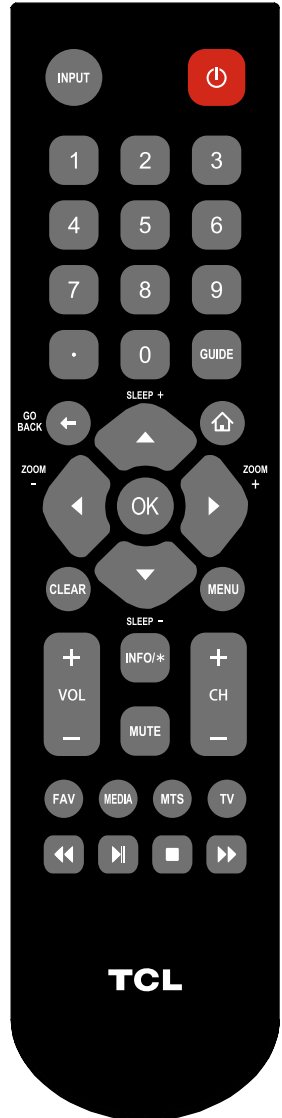 INPUT
1 2 3
4 5 6
7 8 9
. 0 GUIDE
SLEEP +
GO
BACK
ZOOM
-
ZOOM
+
OK
CLEAR
MENU
SLEEP -
+
VOL
-
INFO/*
MUTE
+
CH
-
FAV MEDIA MTS TV
TCL